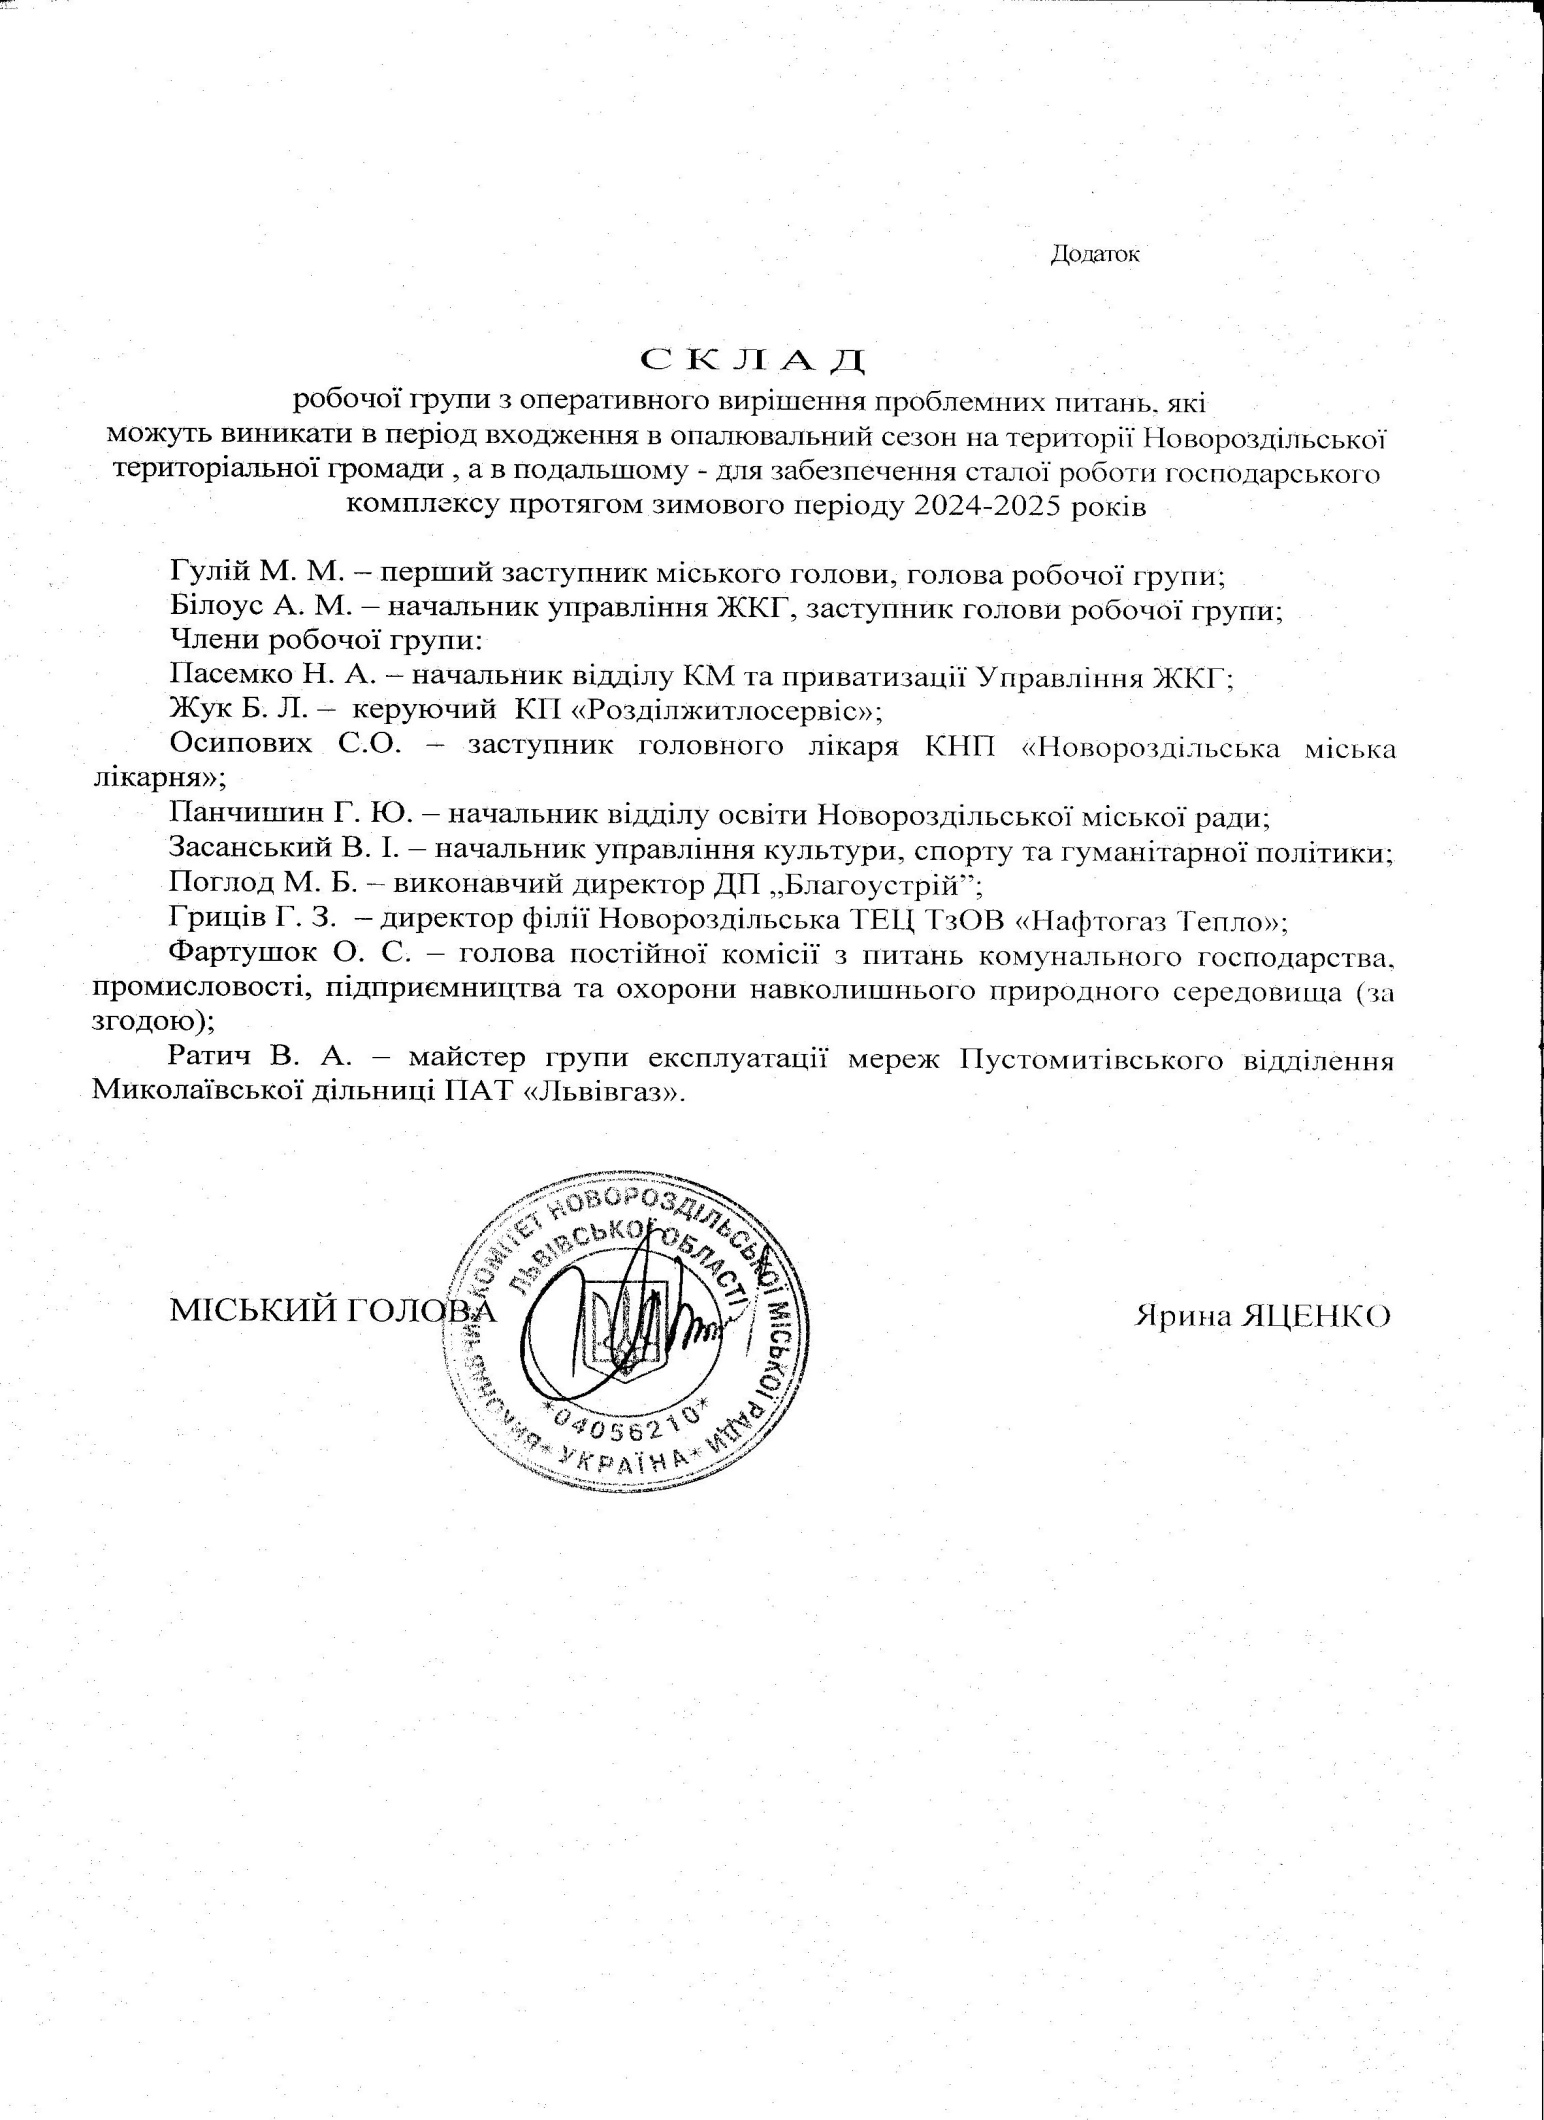 Додаток
С К Л А Д
робочої групи з оперативного вирішення проблемних питань, які
можуть виникати в період входження в опалювальний сезон на території Новороздільської
територіальної громади , а в подальшому - для забезпечення сталої роботи господарського
комплексу протягом зимового періоду 2024-2025 років
Гулій М. М. – перший заступник міського голови, голова робочої групи;
Білоус А. М. – начальник управління ЖКГ, заступник голови робочої групи;
Члени робочої групи:
Пасемко Н. А. – начальник відділу КМ та приватизації Управління ЖКГ;
Жук Б. Л. – керуючий КП «Розділжитлосервіс»;
Осипових С.О. – заступник головного лікаря КНП «Новороздільська міська
лікарня»;
Панчишин Г. Ю. – начальник відділу освіти Новороздільської міської ради;
Засанський В. І. – начальник управління культури, спорту та гуманітарної політики;
Поглод М. Б. – виконавчий директор ДП „Благоустрій”;
Гриців Г. З. – директор філії Новороздільська ТЕЦ ТзОВ «Нафтогаз Тепло»;
Фартушок О. С. – голова постійної комісії з питань комунального господарства,
промисловості, підприємництва та охорони навколишнього природного середовища (за
згодою);
Ратич В. А. – майстер групи експлуатації мереж Пустомитівського відділення
Миколаївської дільниці ПАТ «Львівгаз».
МІСЬКИЙ ГОЛОВА
Ярина ЯЦЕНКО
ВИКОНАВЧИЙ КОМІТЕТ НОВОРОЗДІЛЬСЬКОЇ МІСЬКОЇ РАДИ
ЛЬВІВСЬКОЇ ОБЛАСТІ
*04056210*
*УКРАЇНА*